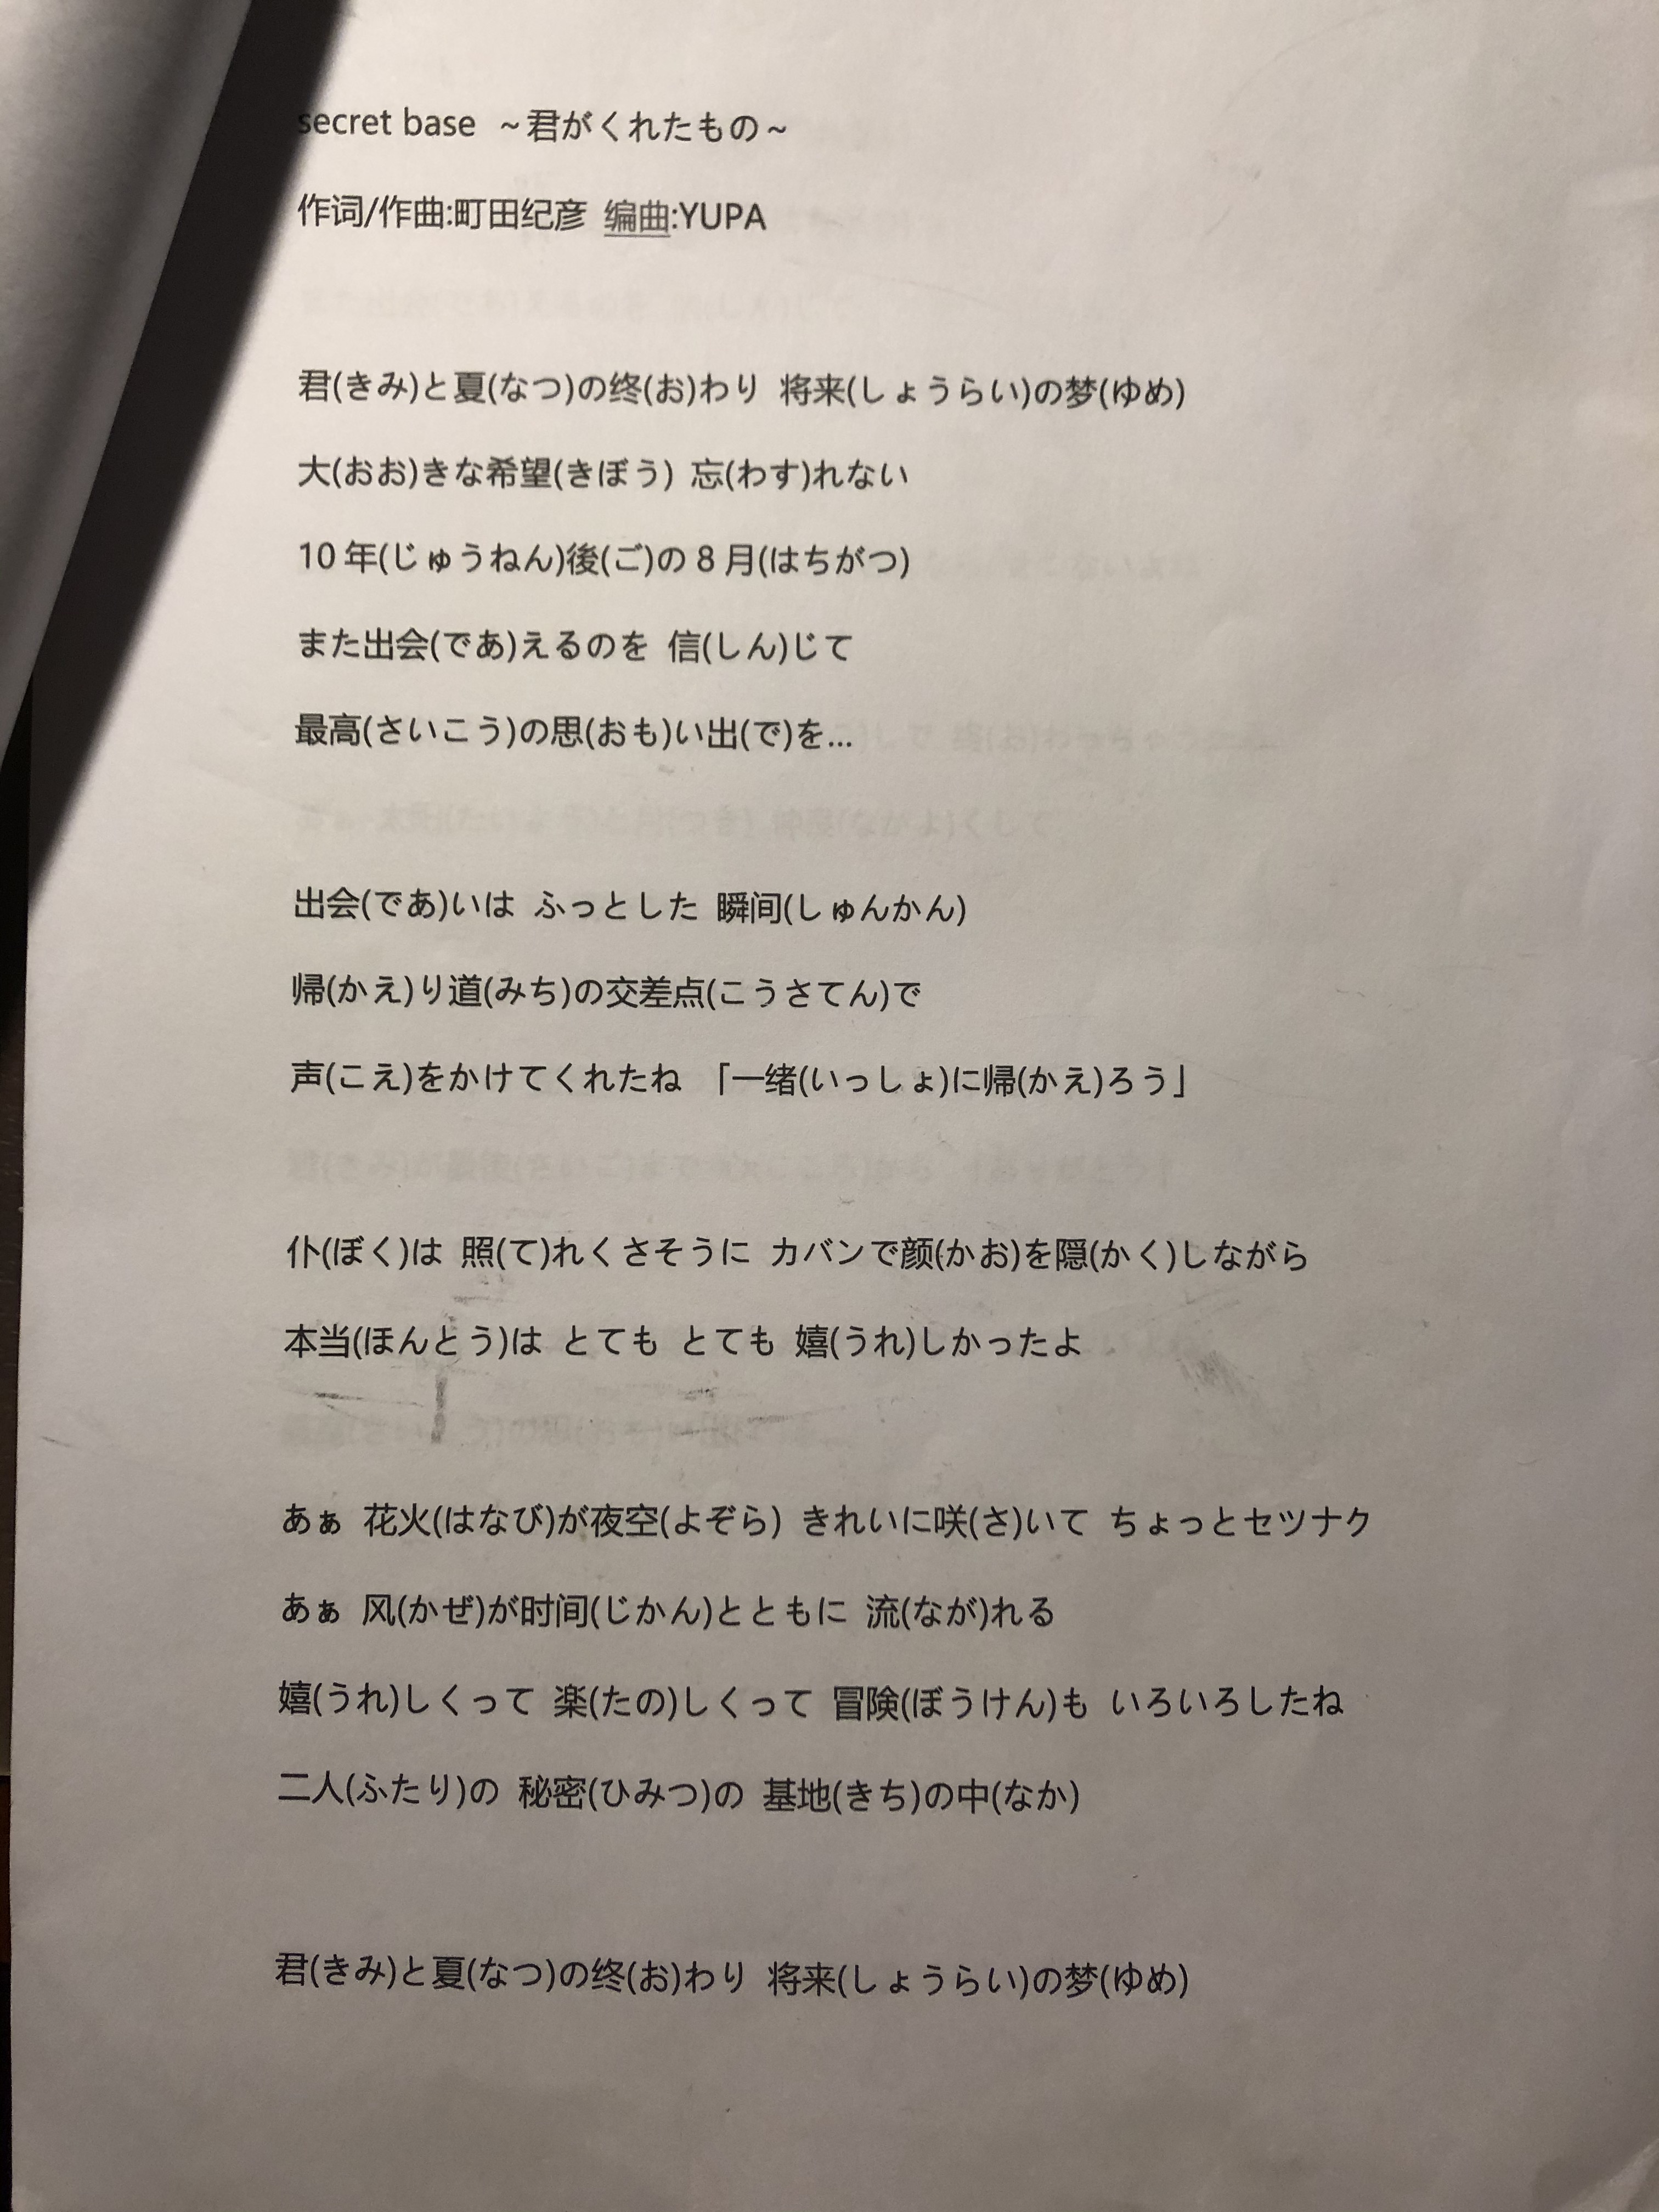 secret base ~君がくれたもの~
作词/作曲:町田纪彦 编曲:YUPA
君(きみ)と夏(なつ)の终(お)わり 将来(しょうらい)の梦(ゆめ)
大(おお)きな希望(きぼう) 忘(わす)れない
10 年(じゅうねん)後(ご)の 8 月(はちがつ)
また出会(であ)えるのを 信(しん)じて
最高(さいこう)の思(おも)い出(で)を...
出会(であ)いは ふっとした 瞬间(しゅんかん)
帰(かえ)り道(みち)の交差点(こうさてん)で
声(こえ)をかけてくれたね 「一绪(いっしょ)に帰(かえ)ろう」
仆(ぼく)は 照(て)れくさそうに カバンで颜(かお)を隠(かく)しながら
本当(ほんとう)は とても とても 嬉(うれ)しかったよ
あぁ 花火(はなび)が夜空(よぞら) きれいに咲(さ)いて ちょっとセツナク
あぁ 风(かぜ)が时间(じかん)とともに 流(なが)れる
嬉(うれ)しくって 楽(たの)しくって 冒険(ぼうけん)も いろいろしたね
二人(ふたり)の 秘密(ひみつ)の 基地(きち)の中(なか)
君(きみ)と夏(なつ)の终(お)わり 将来(しょうらい)の梦(ゆめ)